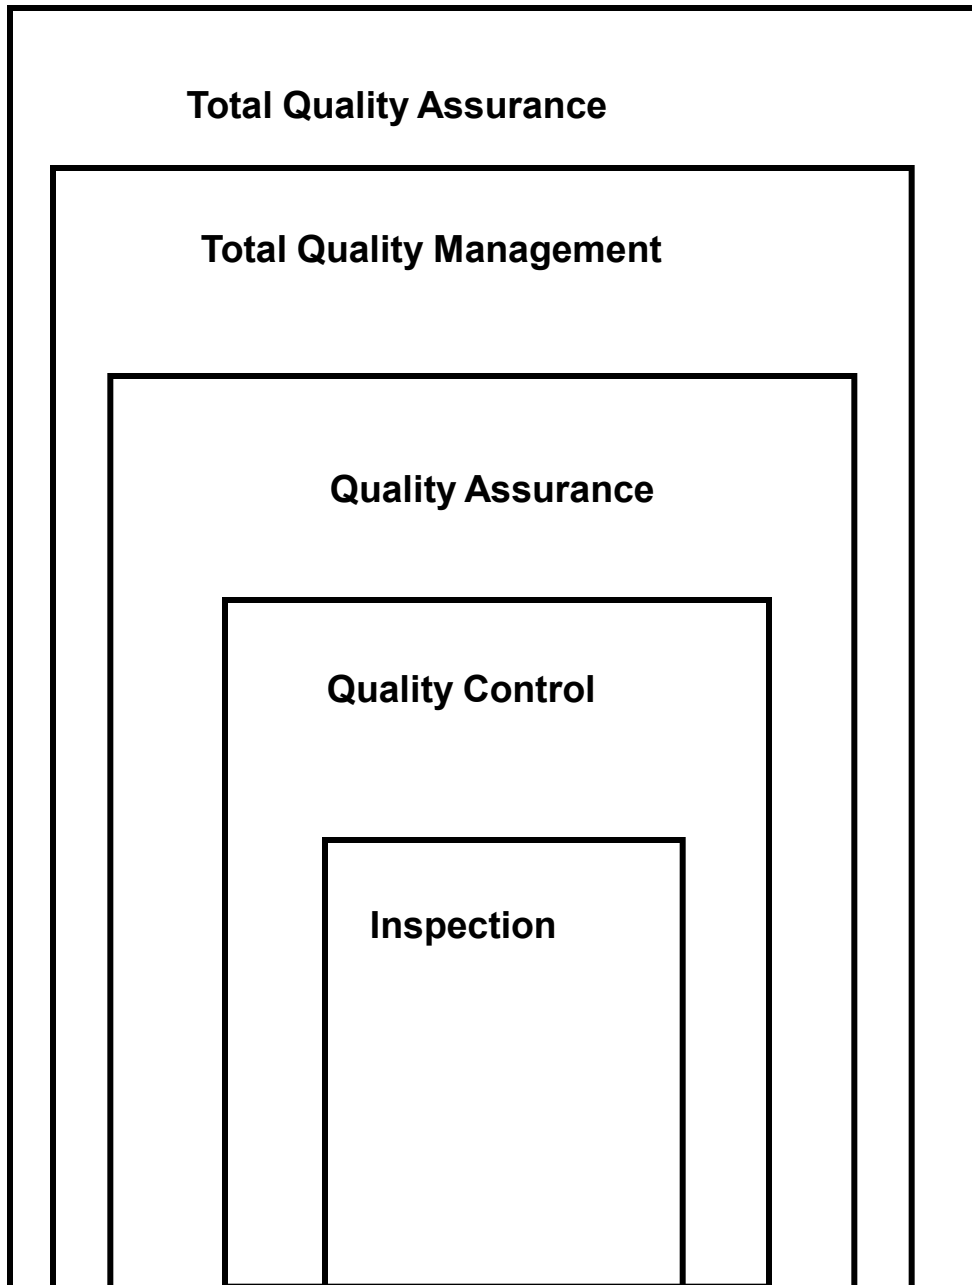 Total Quality Assurance
Total Quality Management
Quality Assurance
Quality Control
Inspection